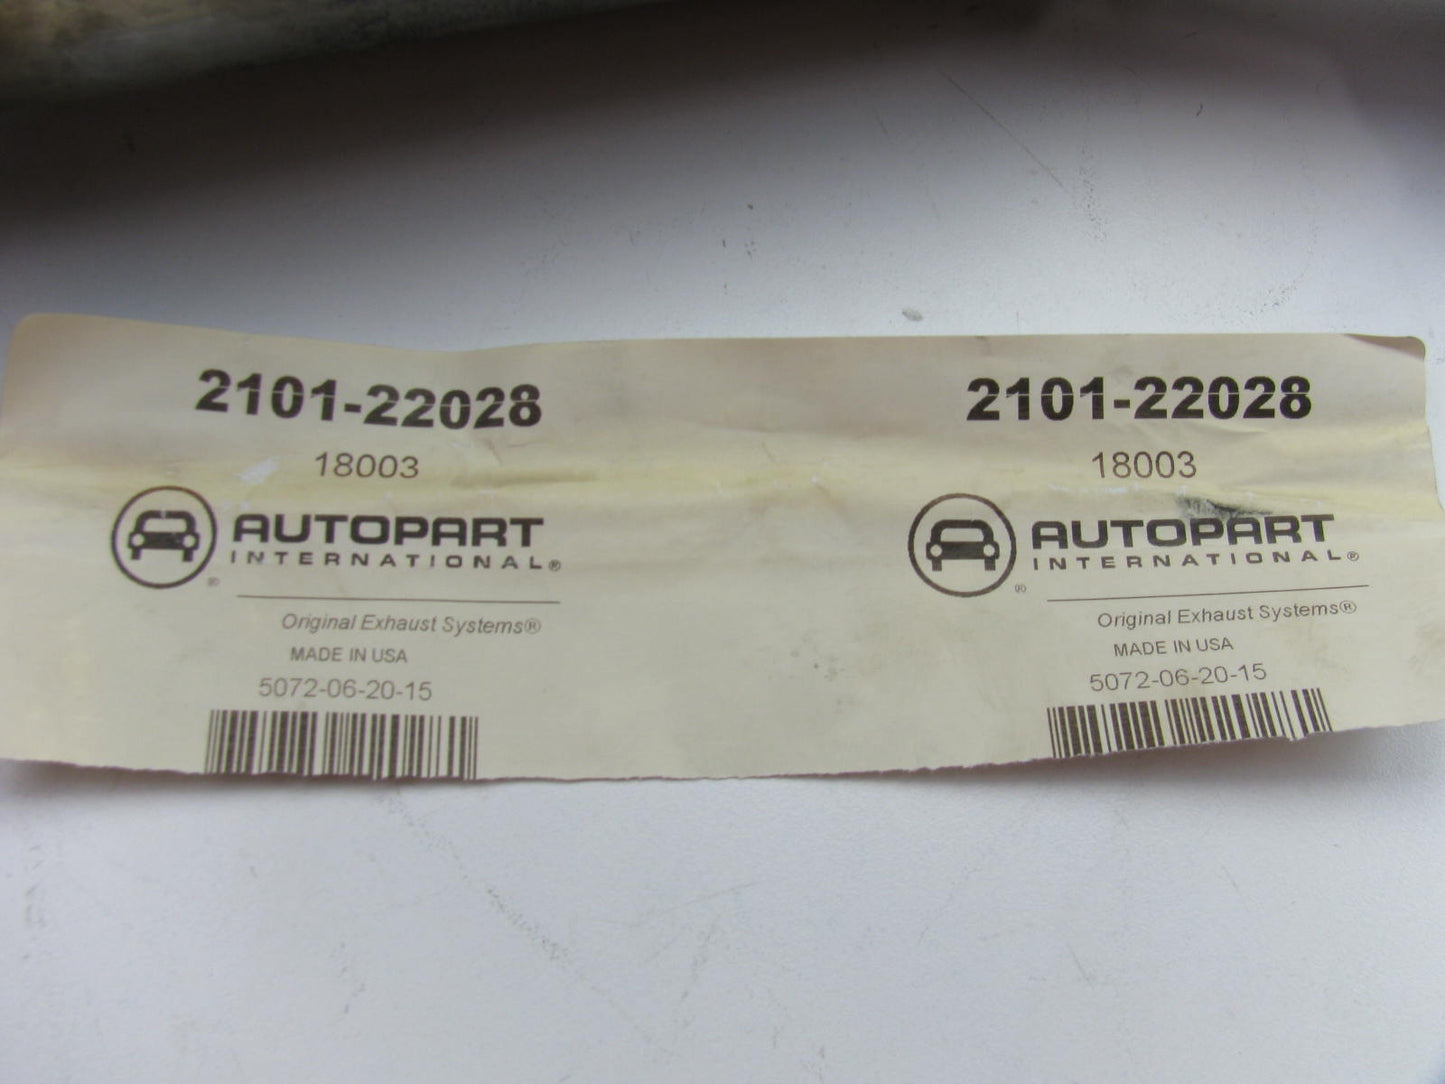 2101-22028
18003
AUTOPART
INTERNATIONAL®
®
Original Exhaust Systems®
MADE IN USA
5072-06-20-15
2101-22028
18003
AUTOPART
INTERNATIONAL®
®
Original Exhaust Systems®
MADE IN USA
5072-06-20-15